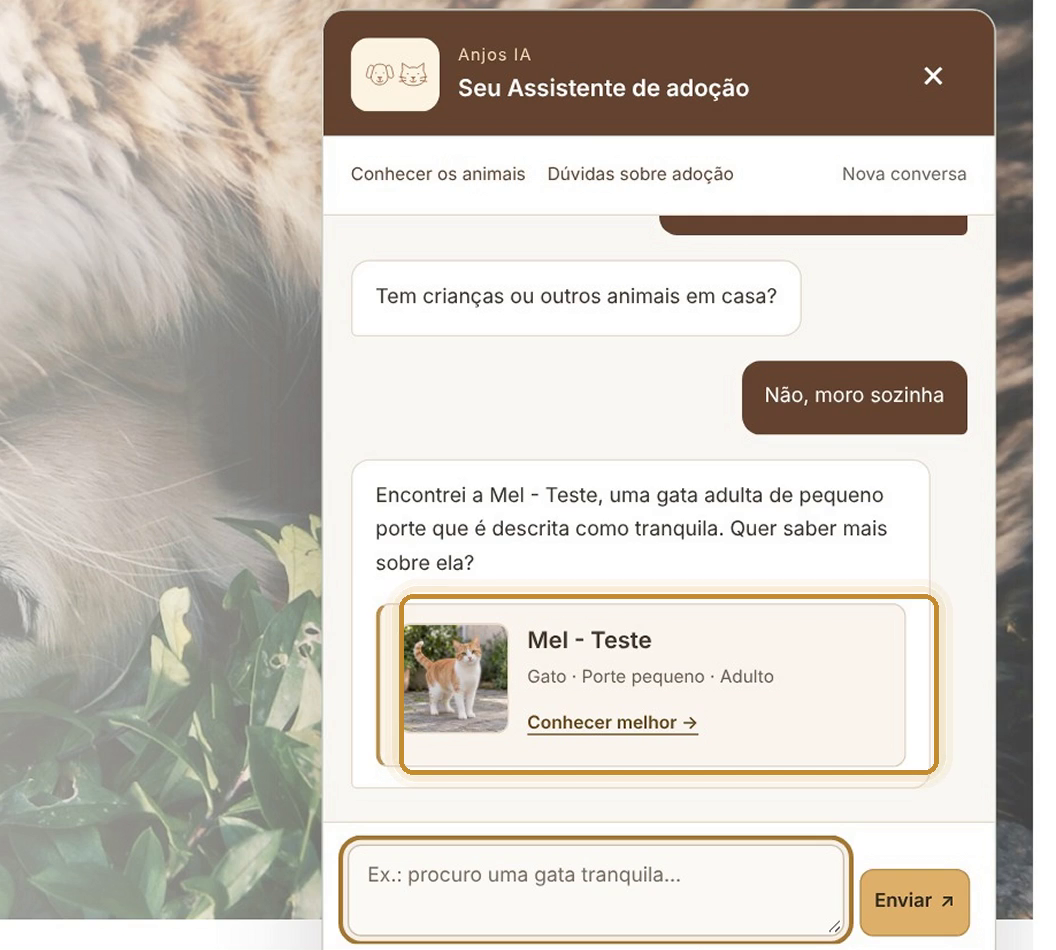 Anjos IA
Seu Assistente de adoção
Conhecer os animais
Dúvidas sobre adoção
Nova conversa
Tem crianças ou outros animais em casa?
Não, moro sozinha
Encontrei a Mel - Teste, uma gata adulta de pequeno
porte que é descrita como tranquila. Quer saber mais
sobre ela?
Mel - Teste
Gato · Porte pequeno · Adulto
Conhecer melhor →
Ex.: procuro uma gata tranquila...
Enviar ↗